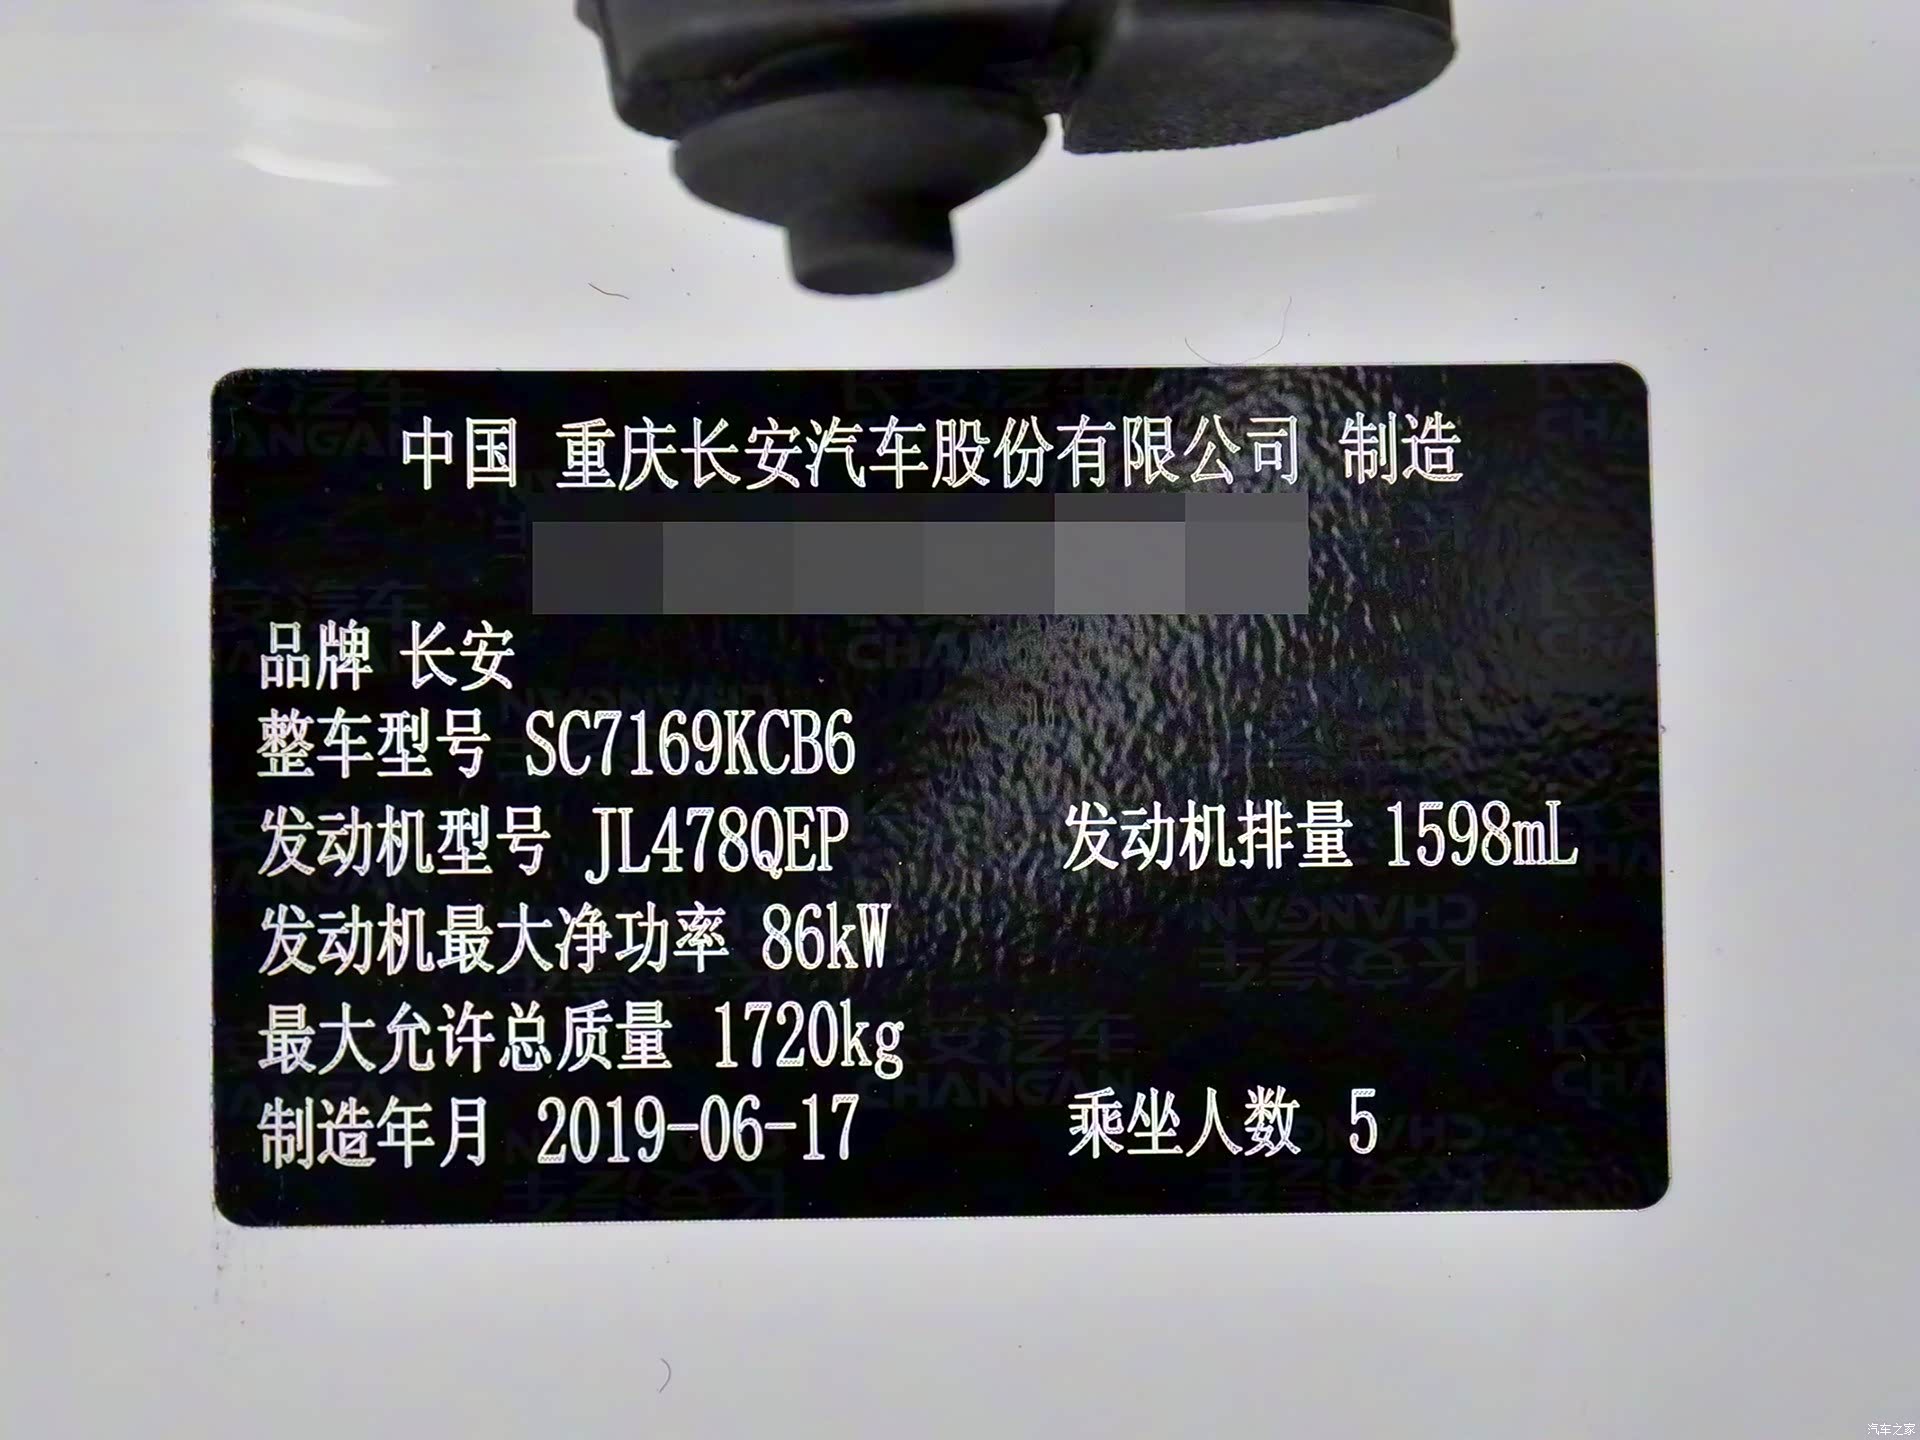 中国 重庆长安汽车股份有限公司 制造
品牌 长安
整车型号 SC7169KCB6
发动机型号 JL478QEP 发动机排量 1598mL
发动机最大净功率 86kW
最大允许总质量 1720kg
制造年月 2019-06-17 乘坐人数 5
汽车之家